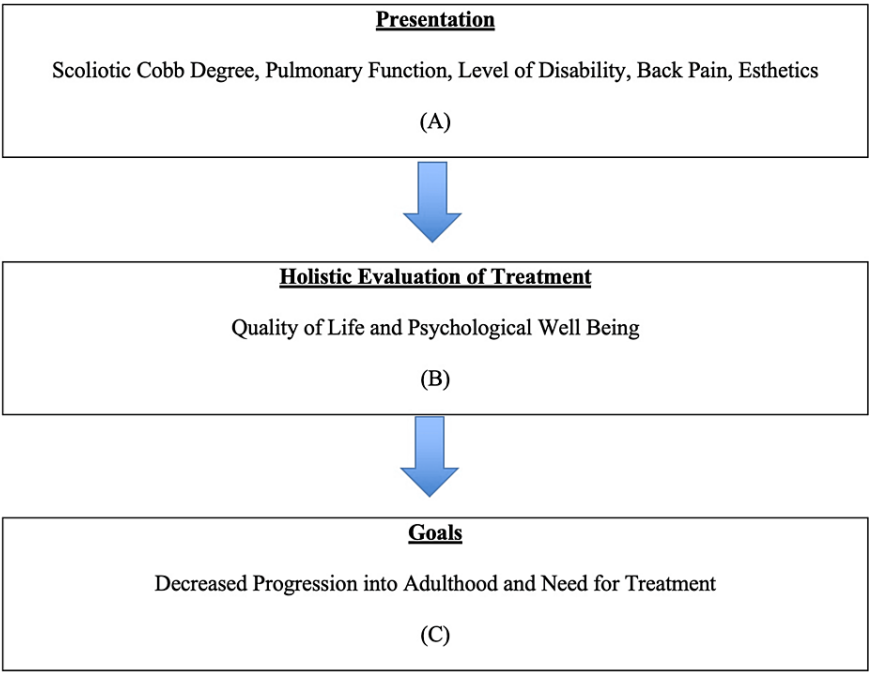 Presentation
Scoliotic Cobb Degree, Pulmonary Function, Level of Disability, Back Pain, Esthetics
(A)
Holistic Evaluation of Treatment
Quality of Life and Psychological Well Being
(B)
Goals
Decreased Progression into Adulthood and Need for Treatment
(C)